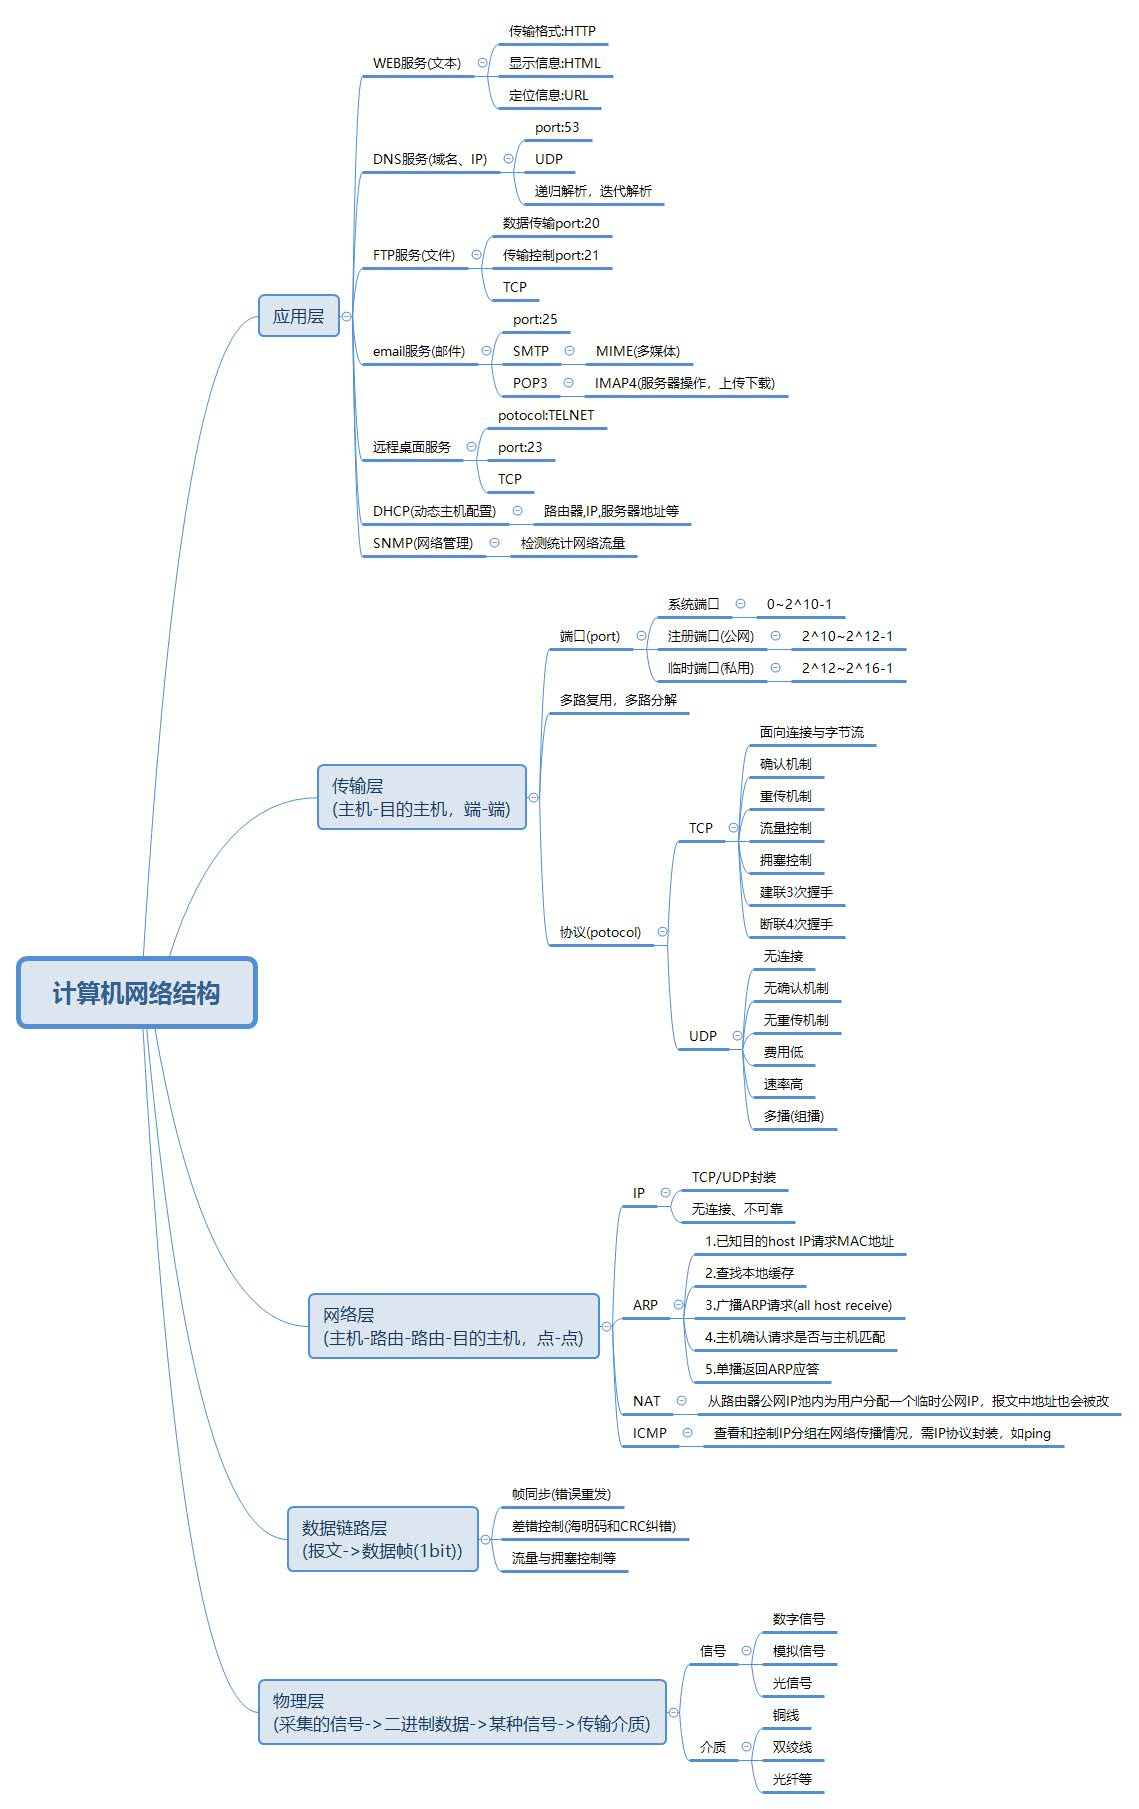 计算机网络结构
应用层
WEB服务(文本)
传输格式:HTTP
显示信息:HTML
定位信息:URL
DNS服务(域名、IP)
port:53
UDP
递归解析，迭代解析
FTP服务(文件)
数据传输port:20
传输控制port:21
TCP
email服务(邮件)
port:25
SMTP
MIME(多媒体)
POP3
IMAP4(服务器操作，上传下载)
远程桌面服务
potocol:TELNET
port:23
TCP
DHCP(动态主机配置)
路由器,IP,服务器地址等
SNMP(网络管理)
检测统计网络流量
传输层
(主机-目的主机，端-端)
端口(port)
系统端口
0~2^10-1
注册端口(公网)
2^10~2^12-1
临时端口(私用)
2^12~2^16-1
多路复用，多路分解
协议(potocol)
TCP
面向连接与字节流
确认机制
重传机制
流量控制
拥塞控制
建联3次握手
断联4次握手
UDP
无连接
无确认机制
无重传机制
费用低
速率高
多播(组播)
网络层
(主机-路由-路由-目的主机，点-点)
IP
TCP/UDP封装
无连接、不可靠
ARP
1.已知目的host IP请求MAC地址
2.查找本地缓存
3.广播ARP请求(all host receive)
4.主机确认请求是否与主机匹配
5.单播返回ARP应答
NAT
从路由器公网IP池内为用户分配一个临时公网IP，报文中地址也会被改
ICMP
查看和控制IP分组在网络传播情况，需IP协议封装，如ping
数据链路层
(报文->数据帧(1bit))
帧同步(错误重发)
差错控制(海明码和CRC纠错)
流量与拥塞控制等
物理层
(采集的信号->二进制数据->某种信号->传输介质)
信号
数字信号
模拟信号
光信号
介质
铜线
双绞线
光纤等